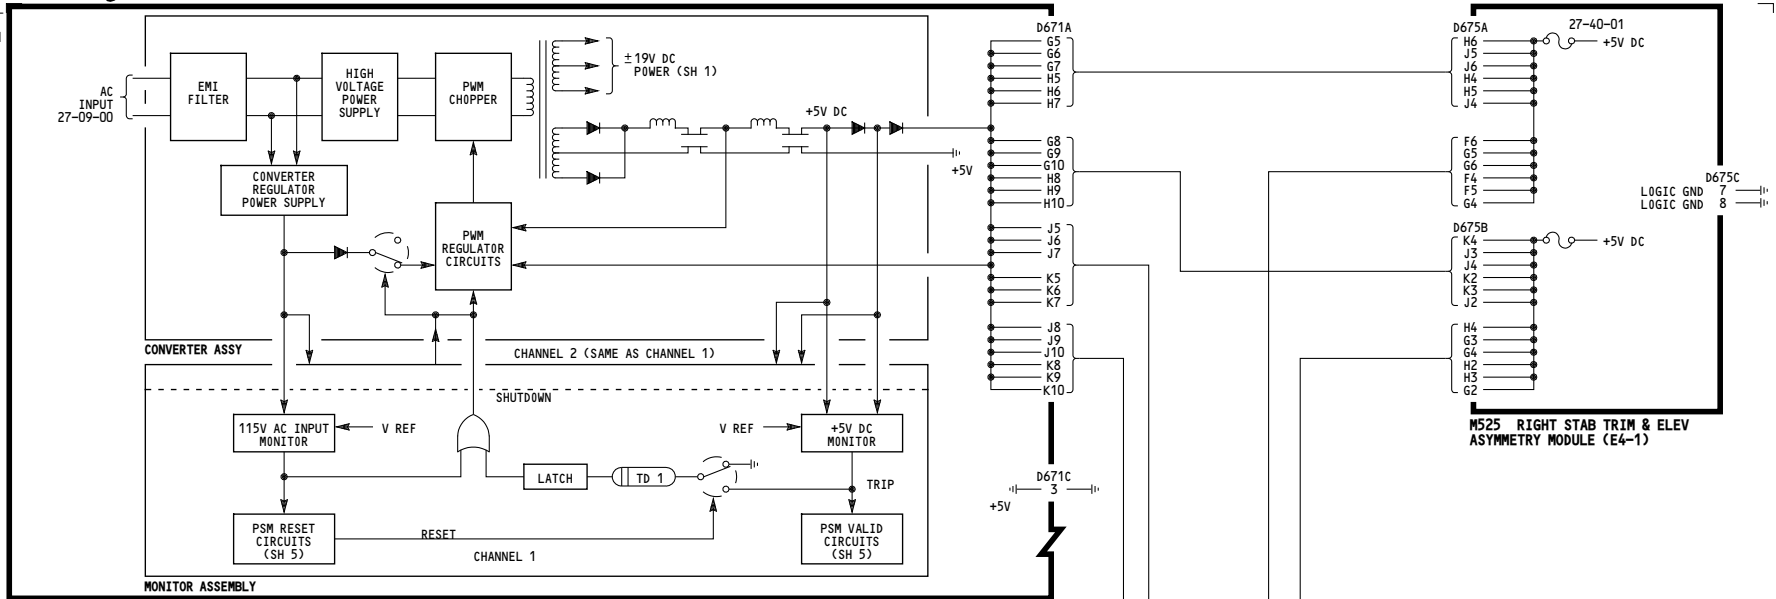 AC
INPUT
27-09-00
EMI
FILTER
HIGH
VOLTAGE
POWER
SUPPLY
PWM
CHOPPER
±19V DC
POWER (SH 1)
+5V DC
+5V
CONVERTER
REGULATOR
POWER SUPPLY
PWM
REGULATOR
CIRCUITS
CONVERTER ASSY
CHANNEL 2 (SAME AS CHANNEL 1)
SHUTDOWN
115V AC INPUT
MONITOR
V REF
V REF
+5V DC
MONITOR
LATCH
TD 1
TRIP
PSM RESET
CIRCUITS
(SH 5)
RESET
CHANNEL 1
PSM VALID
CIRCUITS
(SH 5)
MONITOR ASSEMBLY
D671A
G5
G6
G7
H5
H6
H7
G8
G9
G10
H8
H9
H10
J5
J6
J7
K5
K6
K7
J8
J9
J10
K8
K9
K10
D671C
3
+5V
D675A
H6
J5
J6
H4
H5
J4
27-40-01
+5V DC
F6
G5
G6
F4
F5
G4
D675C
LOGIC GND 7
LOGIC GND 8
D675B
K4
J3
J4
K2
K3
J2
+5V DC
H4
G3
G4
H2
H3
G2
M525 RIGHT STAB TRIM & ELEV
ASYMMETRY MODULE (E4-1)